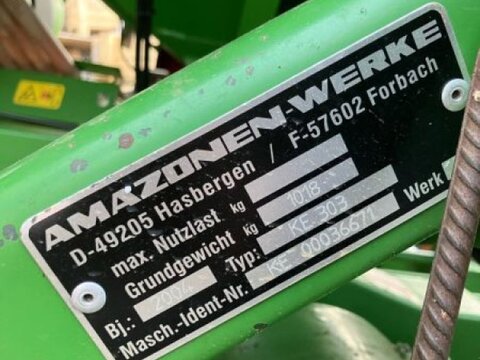 AMAZONEN-WERKE
D-49205 Hasbergen / F-57602 Forbach
max. Nutzlast kg
Grundgewicht kg 1018
Bj.: 2004 Typ: KE 303 Werk
Masch.-Ident-Nr. KE 00036671